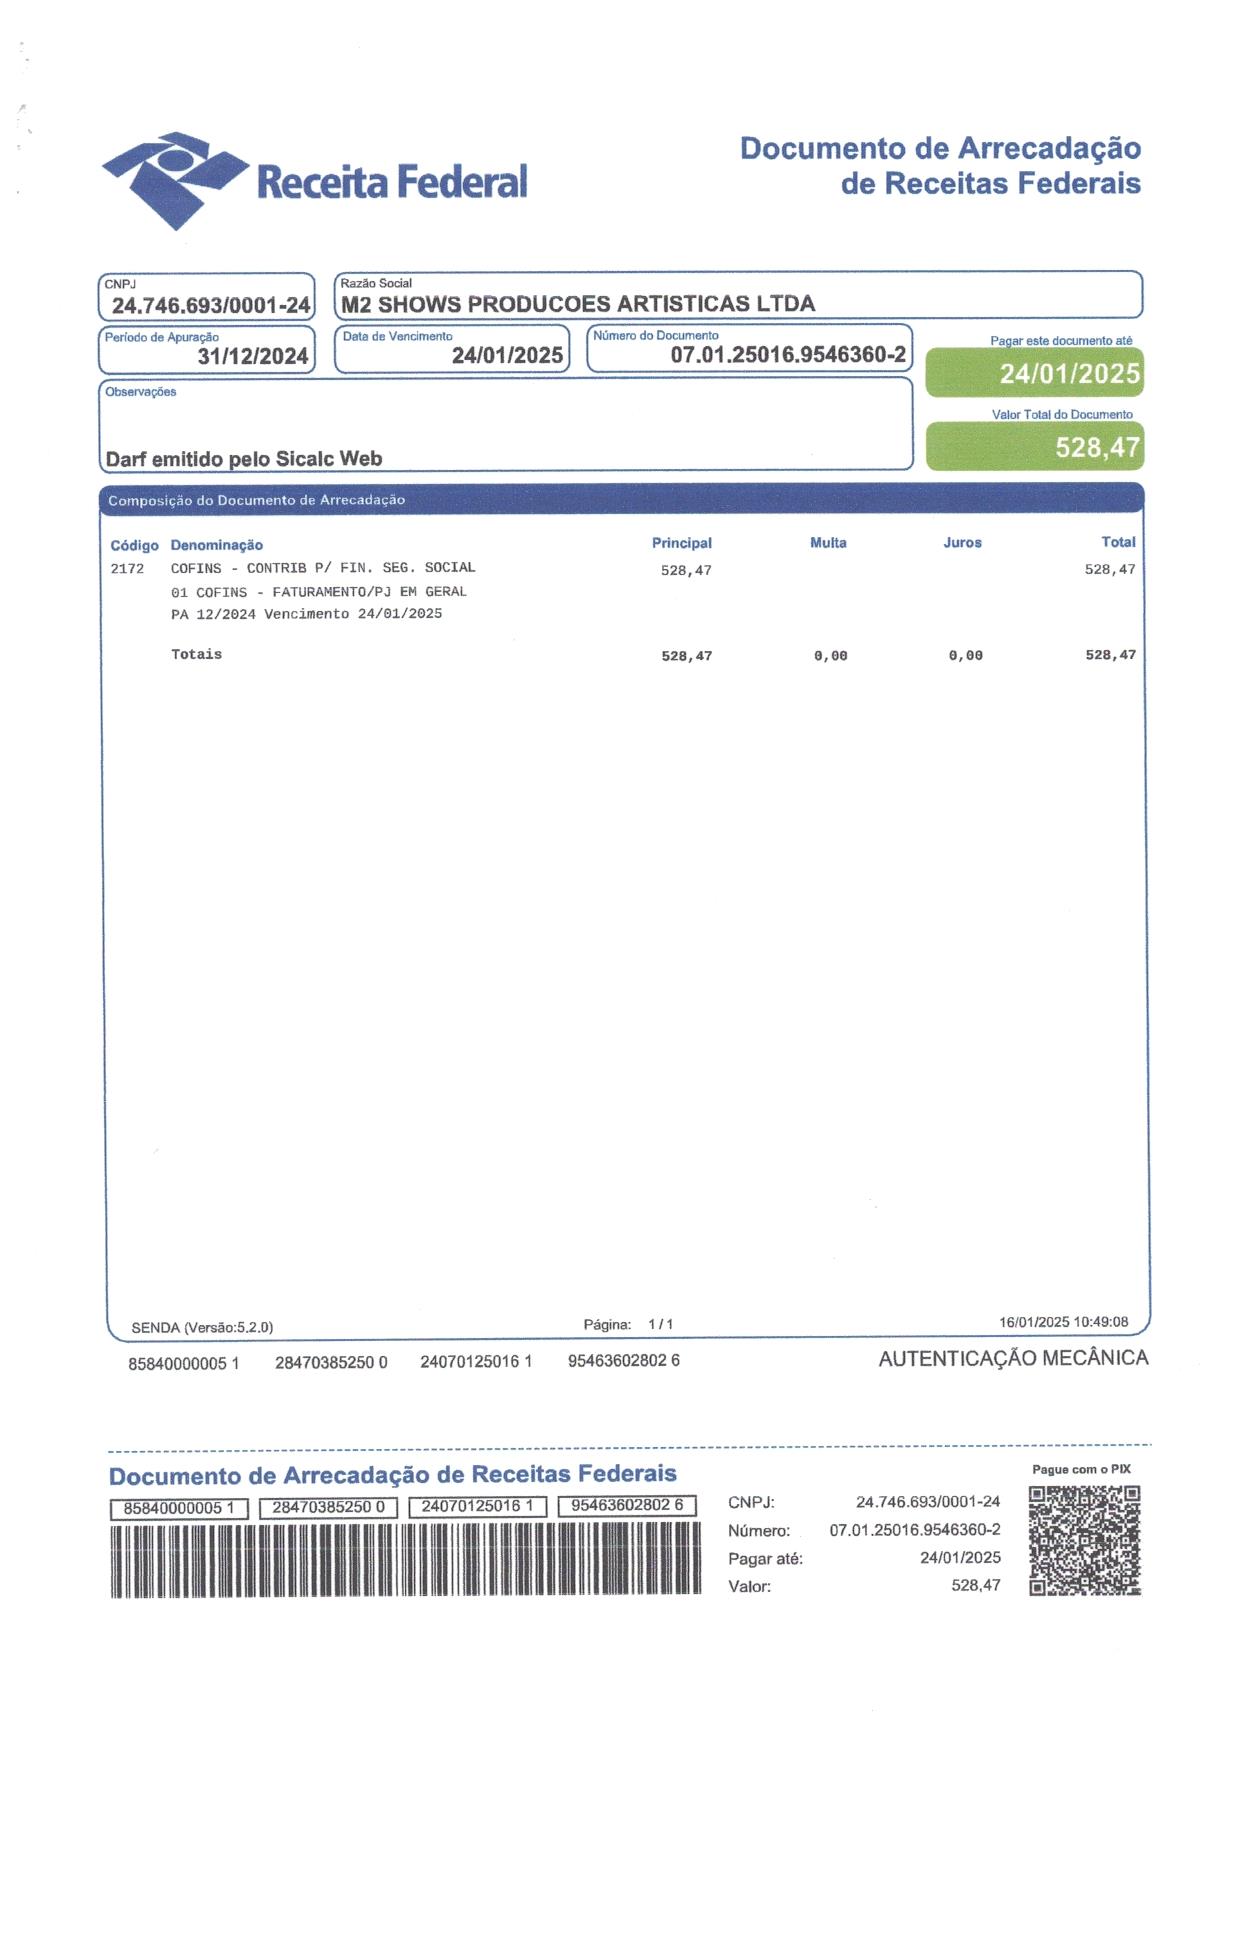 Receita Federal
Documento de Arrecadação
de Receitas Federais
CNPJ
24.746.693/0001-24
Razão Social
M2 SHOWS PRODUCOES ARTISTICAS LTDA
Período de Apuração
31/12/2024
Data de Vencimento
24/01/2025
Número do Documento
07.01.25016.9546360-2
Pagar este documento até
24/01/2025
Observações
Darf emitido pelo Sicalc Web
Valor Total do Documento
528,47
Composição do Documento de Arrecadação
Código Denominação Principal Multa Juros Total
2172 COFINS - CONTRIB P/ FIN. SEG. SOCIAL 528,47 528,47
01 COFINS - FATURAMENTO/PJ EM GERAL
PA 12/2024 Vencimento 24/01/2025
Totais 528,47 0,00 0,00 528,47
SENDA (Versão:5.2.0) Página: 1 / 1 16/01/2025 10:49:08
85840000005 1 28470385250 0 24070125016 1 95463602802 6 AUTENTICAÇÃO MECÂNICA
Documento de Arrecadação de Receitas Federais
85840000005 1 28470385250 0 24070125016 1 95463602802 6
CNPJ: 24.746.693/0001-24
Número: 07.01.25016.9546360-2
Pagar até: 24/01/2025
Valor: 528,47
Pague com o PIX